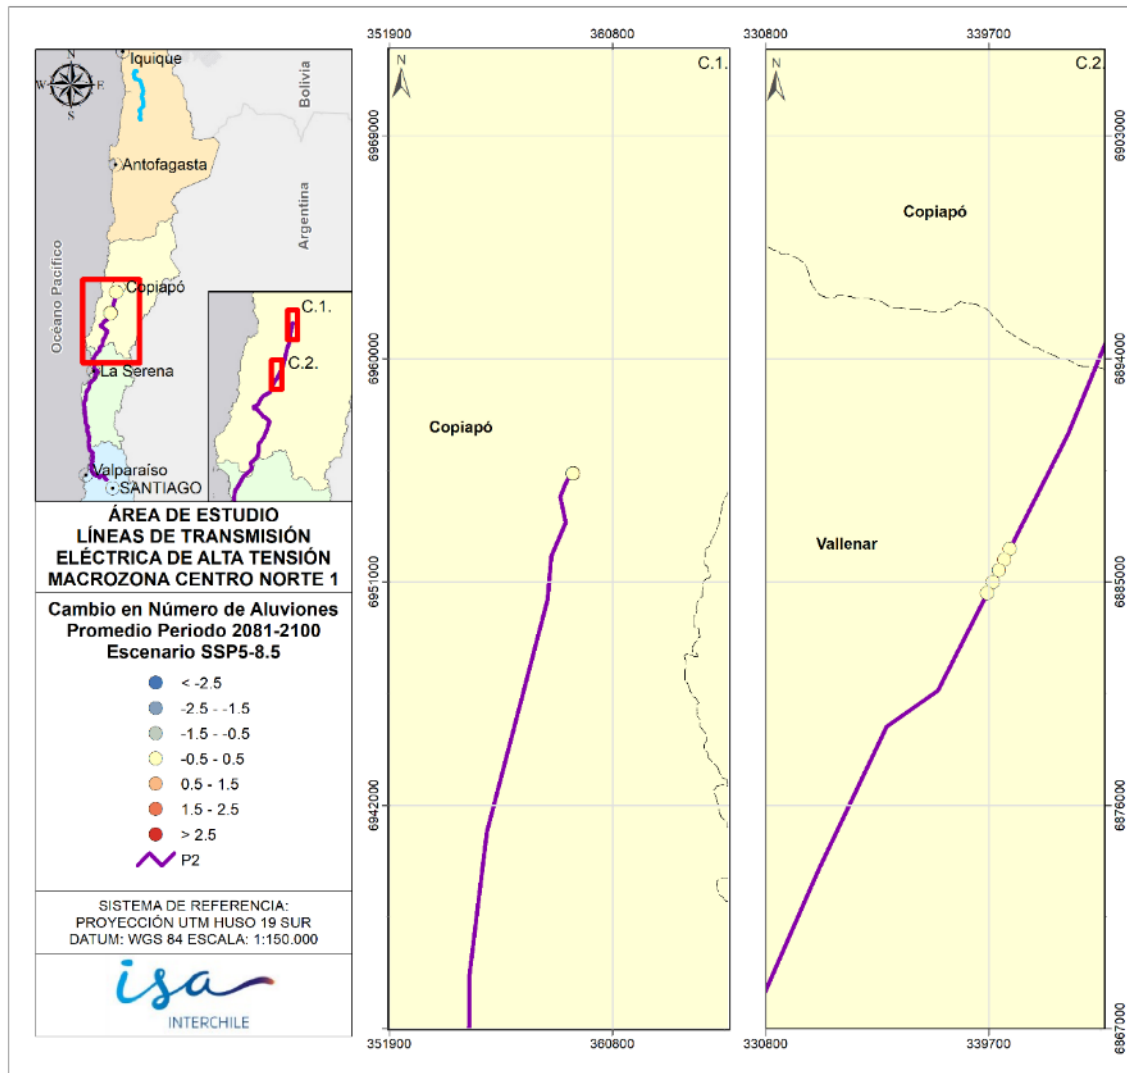 N
W E
S
Iquique
Bolivia
Antofagasta
Argentina
Océano Pacífico
Copiapó
La Serena
Valparaíso
SANTIAGO
C.1.
C.2.
ÁREA DE ESTUDIO
LÍNEAS DE TRANSMISIÓN
ELÉCTRICA DE ALTA TENSIÓN
MACROZONA CENTRO NORTE 1
Cambio en Número de Aluviones
Promedio Periodo 2081-2100
Escenario SSP5-8.5
< -2.5
-2.5 - -1.5
-1.5 - -0.5
-0.5 - 0.5
0.5 - 1.5
1.5 - 2.5
> 2.5
P2
SISTEMA DE REFERENCIA:
PROYECCIÓN UTM HUSO 19 SUR
DATUM: WGS 84 ESCALA: 1:150.000
isa
INTERCHILE
351900 360800
C.1.
N
6969000
6960000
6951000
6942000
Copiapó
351900 360800
330800 339700
C.2.
N
Copiapó
Vallenar
6903000
6894000
6885000
6876000
6867000
330800 339700